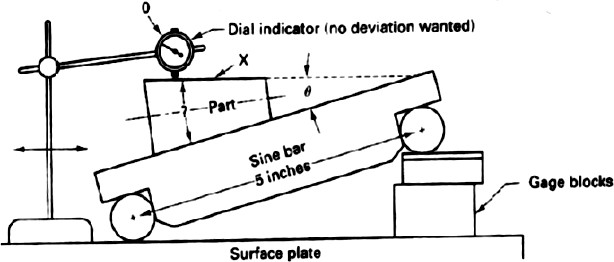 0
Dial indicator (no deviation wanted)
X
θ
?
Part
Sine bar
5 inches
Gage blocks
Surface plate